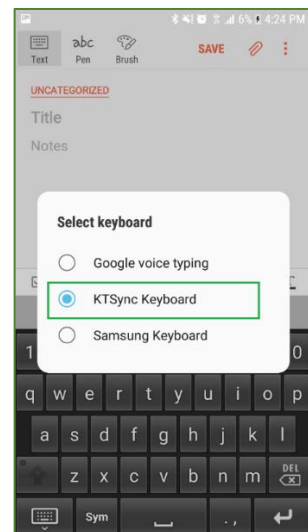 6% 4:24 PM
Text abc Pen Brush SAVE
UNCATEGORIZED
Title
Notes
Select keyboard
Google voice typing
KTSync Keyboard
Samsung Keyboard
1 0
q w e r t y u i o p
a s d f g h j k l
z x c v b n m DEL
Sym . ,